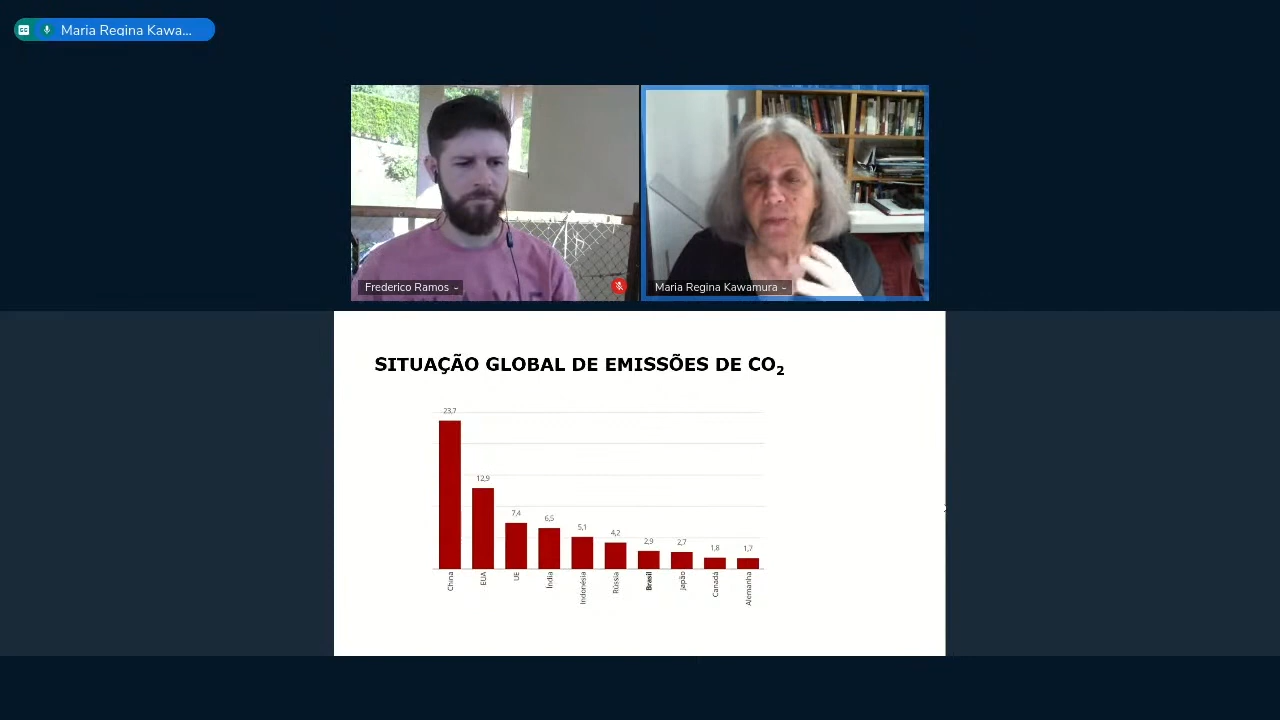 Maria Regina Kawa...
Frederico Ramos
Maria Regina Kawamura
SITUAÇÃO GLOBAL DE EMISSÕES DE CO₂
23,7
12,9
7,4
6,5
5,1
4,2
2,9
2,7
1,8
1,7
China
EUA
UE
Índia
Indonésia
Rússia
Brasil
Japão
Canadá
Alemanha